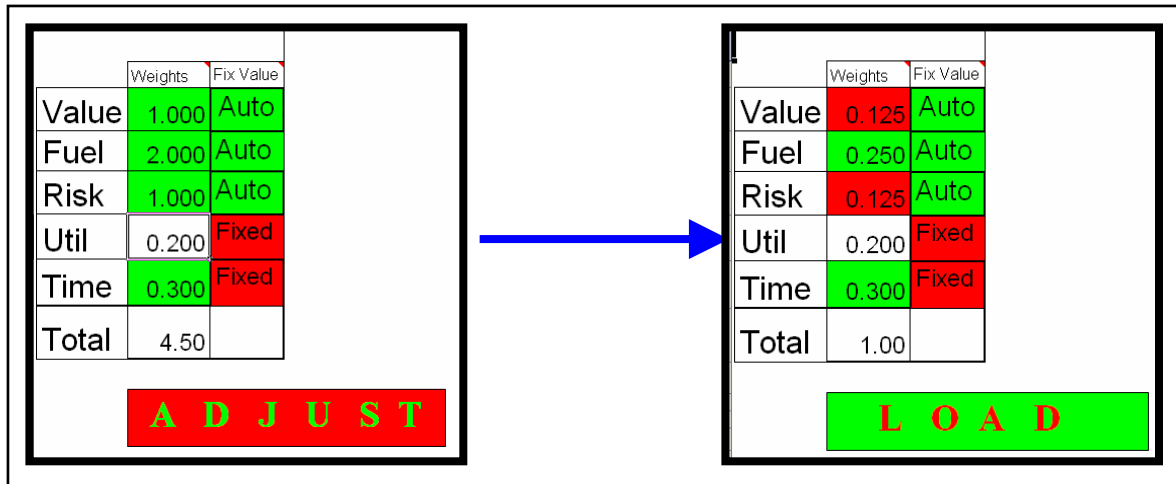 Weights Fix Value
Value 1.000 Auto
Fuel 2.000 Auto
Risk 1.000 Auto
Util 0.200 Fixed
Time 0.300 Fixed
Total 4.50
A D J U S T
Weights Fix Value
Value 0.125 Auto
Fuel 0.250 Auto
Risk 0.125 Auto
Util 0.200 Fixed
Time 0.300 Fixed
Total 1.00
L O A D